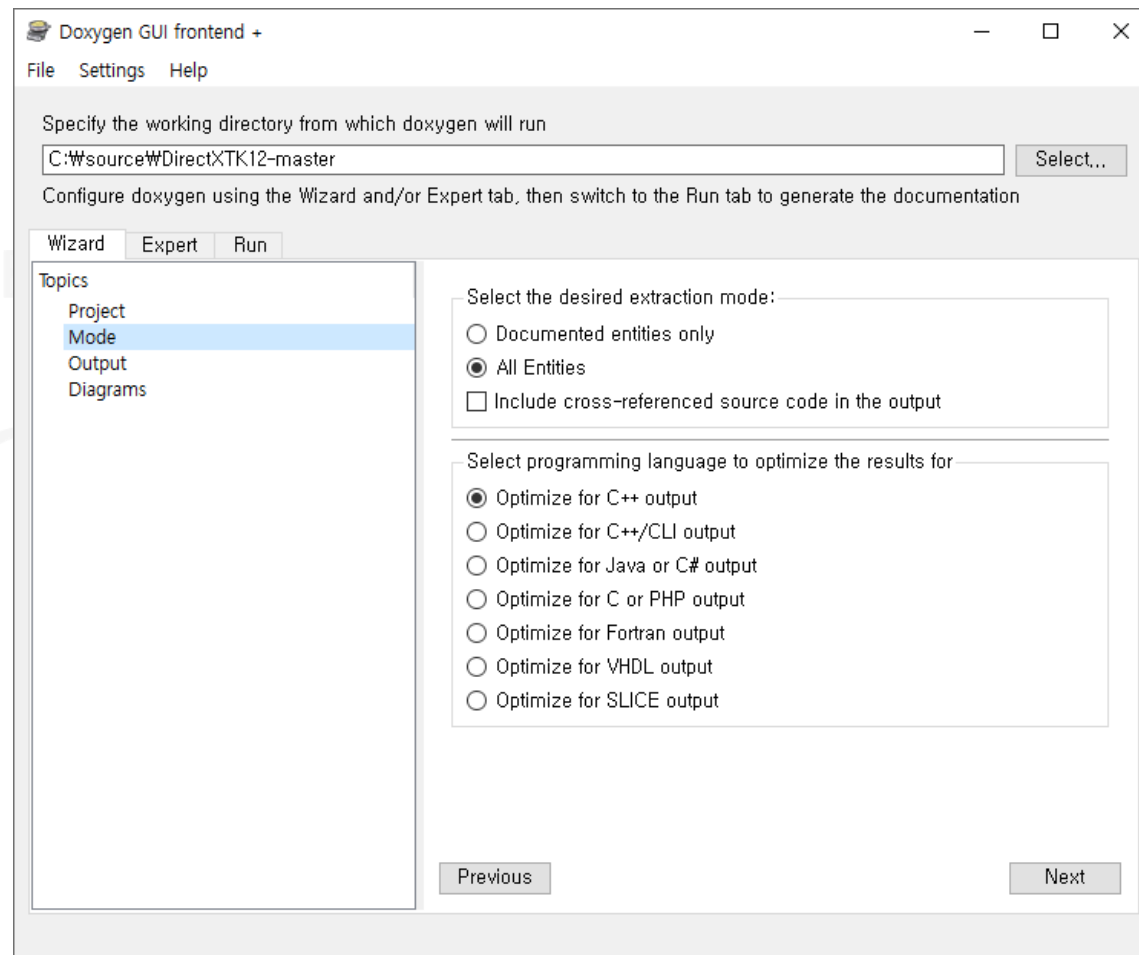 Doxygen GUI frontend +
File Settings Help
Specify the working directory from which doxygen will run
C:₩source₩DirectXTK12-master
Select...
Configure doxygen using the Wizard and/or Expert tab, then switch to the Run tab to generate the documentation
Wizard Expert Run
Topics
Project
Mode
Output
Diagrams
Select the desired extraction mode:
Documented entities only
All Entities
Include cross-referenced source code in the output
Select programming language to optimize the results for
Optimize for C++ output
Optimize for C++/CLI output
Optimize for Java or C# output
Optimize for C or PHP output
Optimize for Fortran output
Optimize for VHDL output
Optimize for SLICE output
Previous
Next